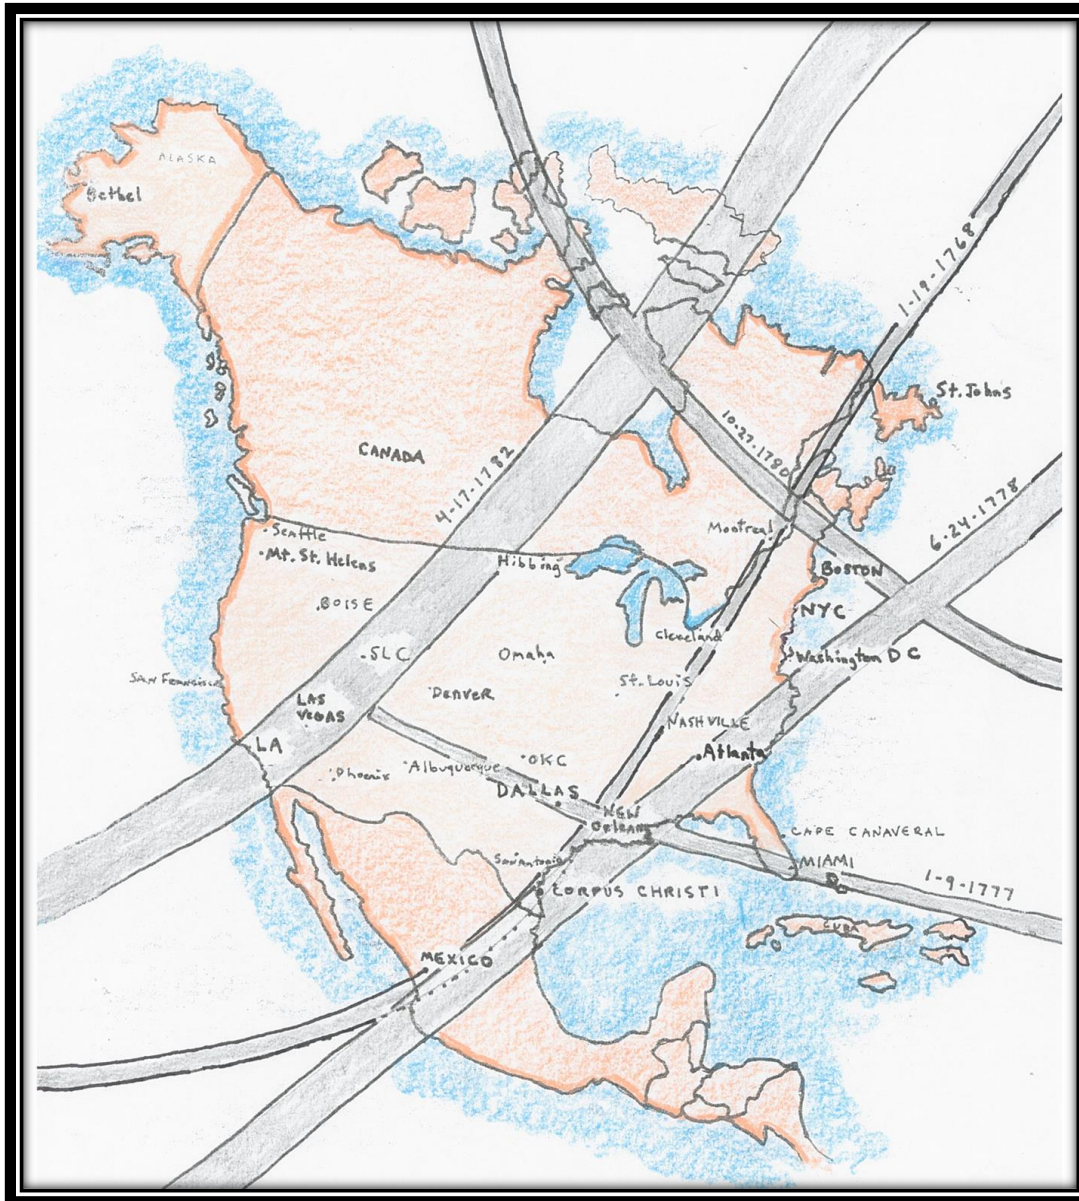 ALASKA
Bethel
1-19-1768
St. Johns
CANADA
4-17-1782
10-27-1780
6-24-1778
Seattle
Mt. St. Helens
Montreal
Hibbing
BOSTON
BOISE
NYC
Cleveland
SLC
Omaha
Washington DC
SAN Francisco
DENVER
St. Louis
LAS
VEGAS
NASHVILLE
LA
Atlanta
Phoenix
Albuquerque
OKC
DALLAS
NEW
Orleans
CAPE CANAVERAL
San Antonio
MIAMI
1-9-1777
CORPUS CHRISTI
CUBA
MEXICO